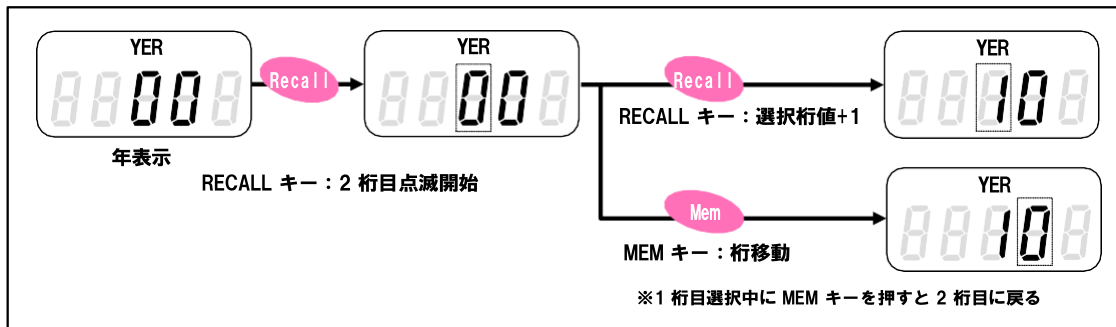 YER
00
年表示
Recall
RECALL キー：2 桁目点滅開始
YER
00
Recall
RECALL キー：選択桁値+1
YER
10
Mem
MEM キー：桁移動
YER
10
※1 桁目選択中に MEM キーを押すと 2 桁目に戻る